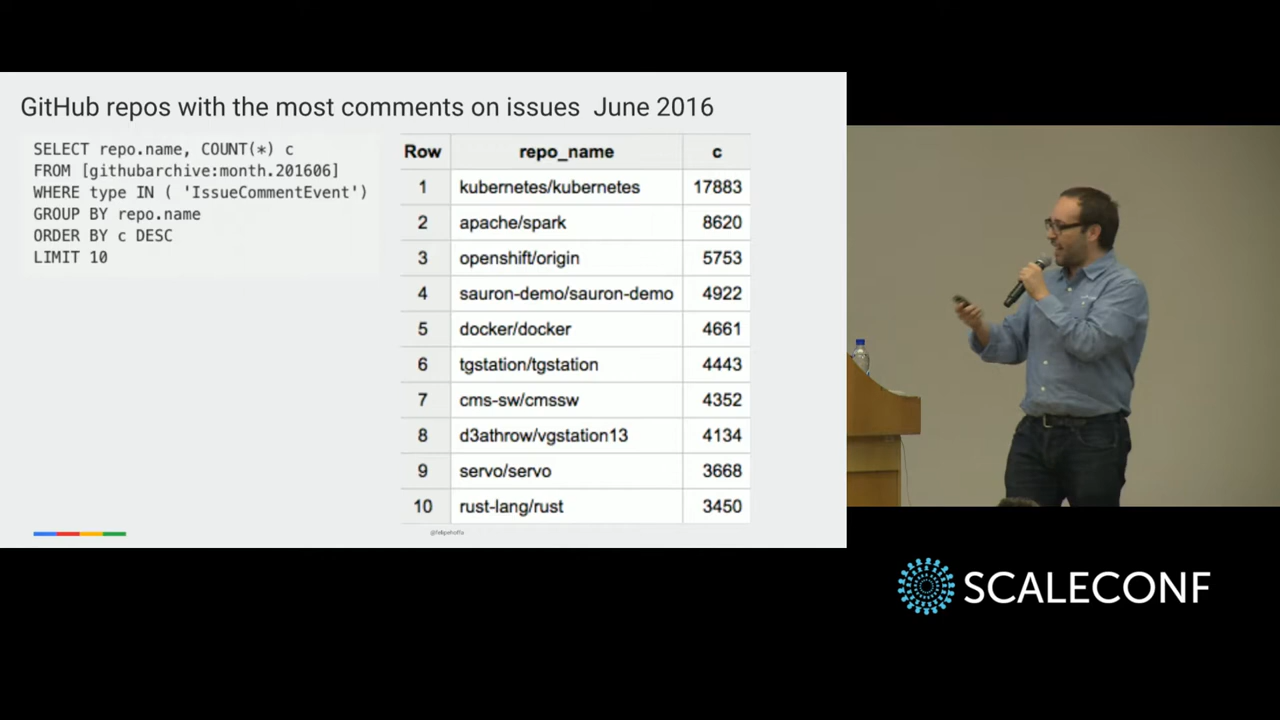 GitHub repos with the most comments on issues June 2016
SELECT repo.name, COUNT(*) c
FROM [githubarchive:month.201606]
WHERE type IN ( 'IssueCommentEvent')
GROUP BY repo.name
ORDER BY c DESC
LIMIT 10
Row repo_name c
1 kubernetes/kubernetes 17883
2 apache/spark 8620
3 openshift/origin 5753
4 sauron-demo/sauron-demo 4922
5 docker/docker 4661
6 tgstation/tgstation 4443
7 cms-sw/cmssw 4352
8 d3athrow/vgstation13 4134
9 servo/servo 3668
10 rust-lang/rust 3450
@felipehoffa
SCALECONF